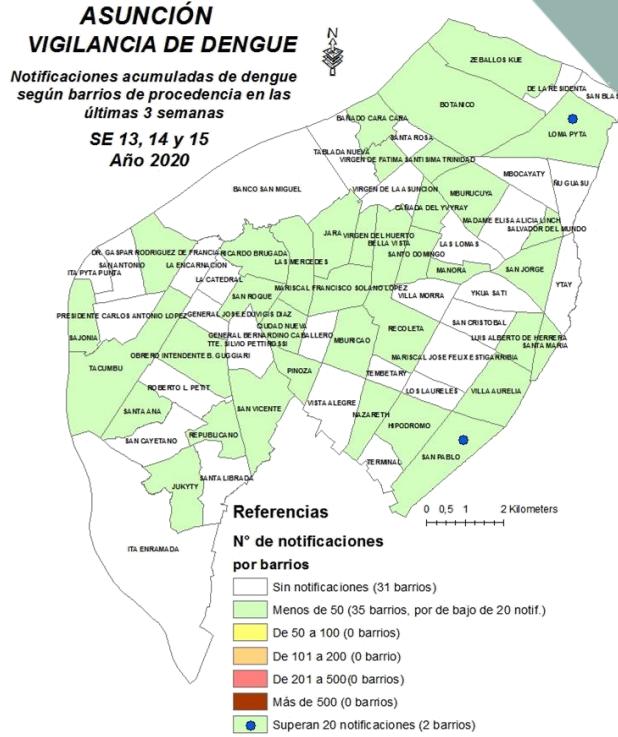 ASUNCIÓN
VIGILANCIA DE DENGUE
Notificaciones acumuladas de dengue
según barrios de procedencia en las
últimas 3 semanas
SE 13, 14 y 15
Año 2020
N
ZEBALLOS KUE
DE LA RESIDENTA
SAN BLAS
BOTANICO
LOMA PYTA
BAÑADO CARA CARA
SANTA ROSA
TABLADA NUEVA
VIRGEN DE FATIMA
SANTISIMA TRINIDAD
MBOCAYATY
ÑU GUASU
BANCO SAN MIGUEL
VIRGEN DE LA ASUNCION
MBURUCUYA
CAÑADA DEL YVYRAY
MADAME ELISA ALICIA LINCH
SALVADOR DEL MUNDO
JARA
VIRGEN DEL HUERTO
BELLA VISTA
LAS LOMAS
SANTO DOMINGO
DR. GASPAR RODRIGUEZ DE FRANCIA
RICARDO BRUGADA
SAN ANTONIO
LA ENCARNACION
LAS MERCEDES
MANORA
SAN JORGE
ITA PYTA PUNTA
LA CATEDRAL
MARISCAL FRANCISCO SOLANO LOPEZ
YTAY
SAN ROQUE
VILLA MORRA
YKUA SATI
PRESIDENTE CARLOS ANTONIO LOPEZ
GENERAL JOSE EDUVIGIS DIAZ
CIUDAD NUEVA
SAN CRISTOBAL
RECOLETA
SAJONIA
GENERAL BERNARDINO CABALLERO
MBURICAO
LUIS ALBERTO DE HERRERA
TTE. SILVIO PETTIROSSI
SANTA MARIA
OBRERO INTENDENTE B. GUGGIARI
MARISCAL JOSE FELIX ESTIGARRIBIA
TACUMBU
PINOZA
TEMBETARY
ROBERTO L. PETIT
LOS LAURELES
VILLA AURELIA
VISTA ALEGRE
SANTA ANA
SAN VICENTE
NAZARETH
HIPODROMO
REPUBLICANO
SAN CAYETANO
SAN PABLO
TERMINAL
SANTA LIBRADA
JUKYTY
ITA ENRAMADA
0 0,5 1 2 Kilometers
Referencias
N° de notificaciones
por barrios
Sin notificaciones (31 barrios)
Menos de 50 (35 barrios, por de bajo de 20 notif.)
De 50 a 100 (0 barrios)
De 101 a 200 (0 barrio)
De 201 a 500(0 barrios)
Más de 500 (0 barrios)
Superan 20 notificaciones (2 barrios)